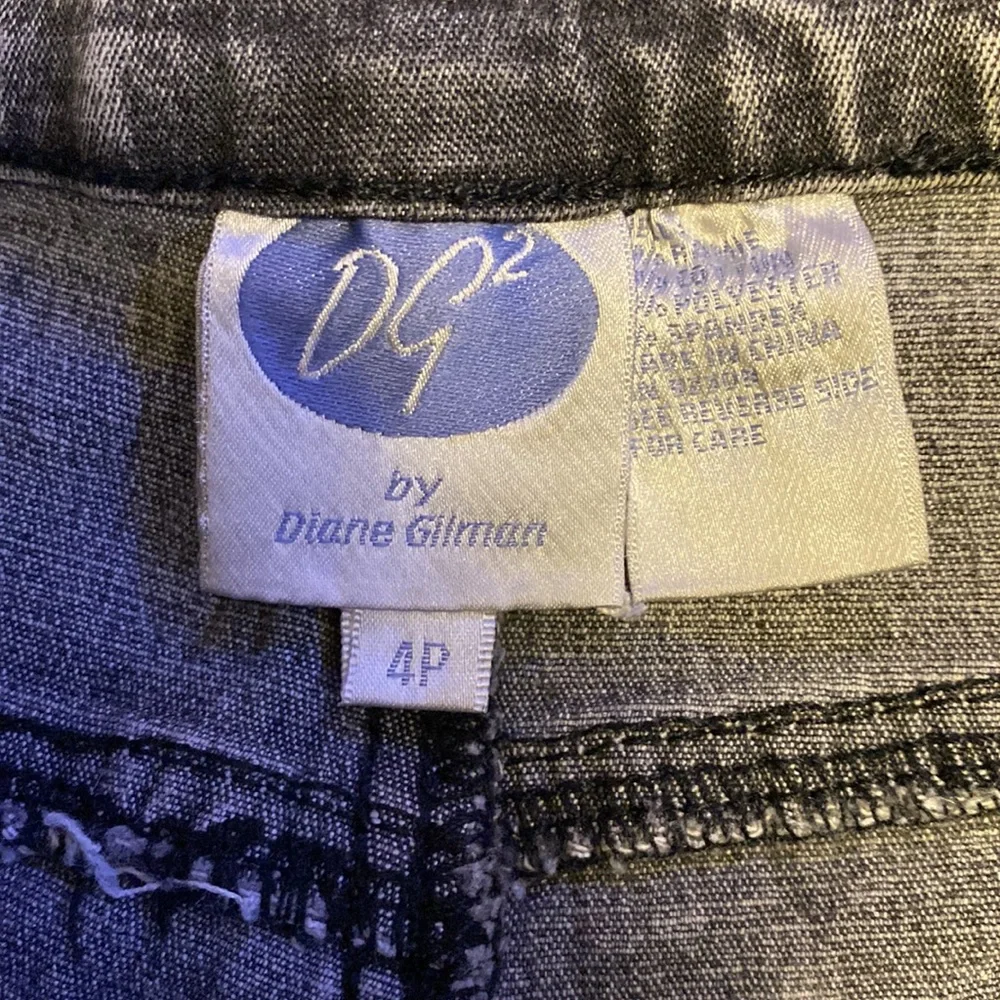 DG²
by
Diane Gilman
4P
POLYESTER
SPANDEX
IN CHINA
REVERSE SIDE
FOR CARE